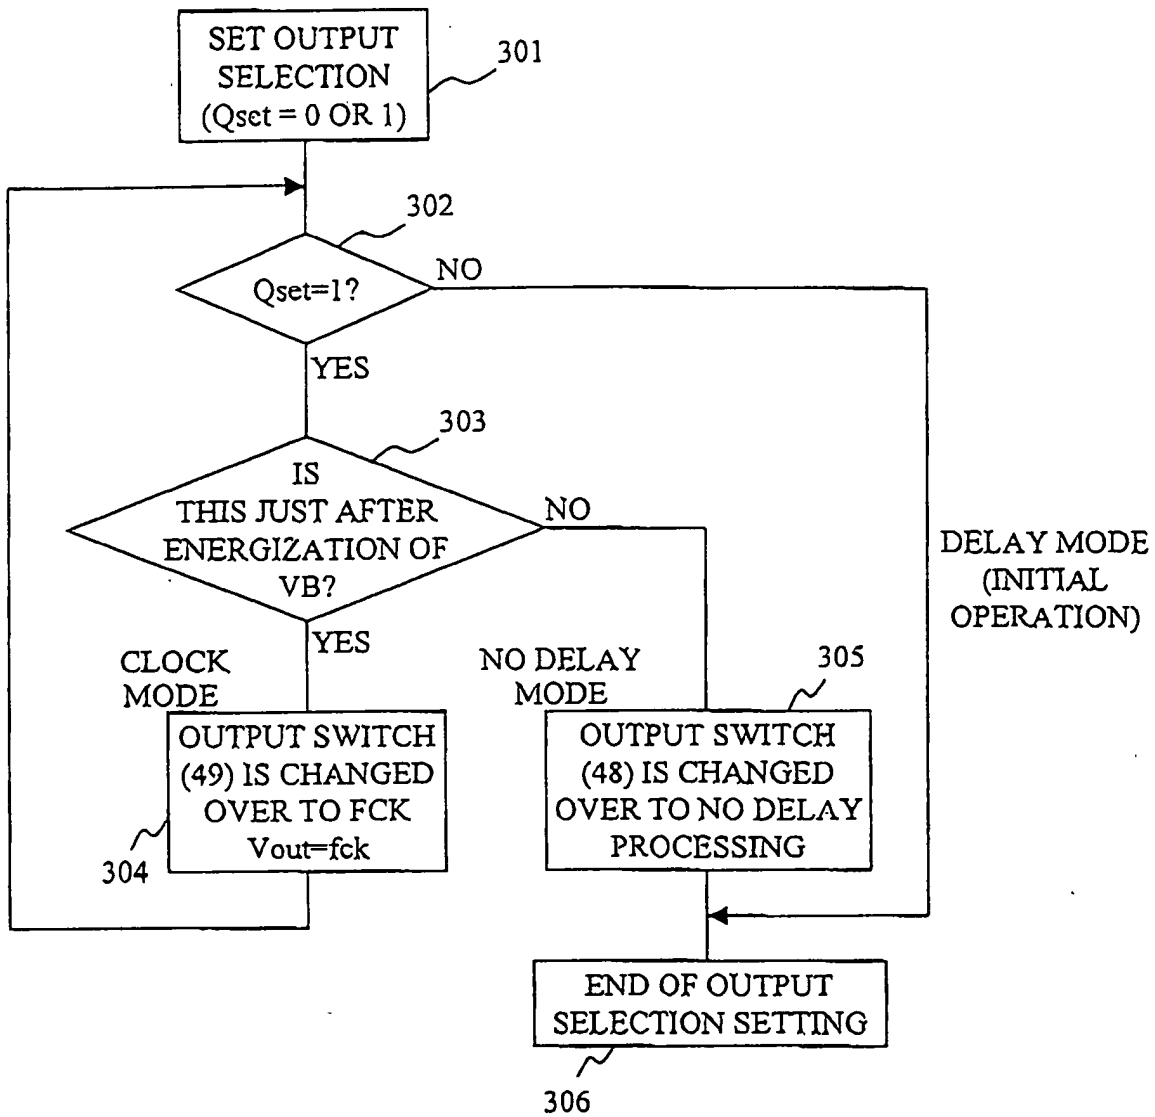 SET OUTPUT
SELECTION
(Qset = 0 OR 1)
301
302
Qset=1?
NO
YES
303
IS
THIS JUST AFTER
ENERGIZATION OF
VB?
NO
YES
DELAY MODE
(INITIAL
OPERATION)
CLOCK
MODE
NO DELAY
MODE
305
OUTPUT SWITCH
(49) IS CHANGED
OVER TO FCK
Vout=fck
304
OUTPUT SWITCH
(48) IS CHANGED
OVER TO NO DELAY
PROCESSING
END OF OUTPUT
SELECTION SETTING
306